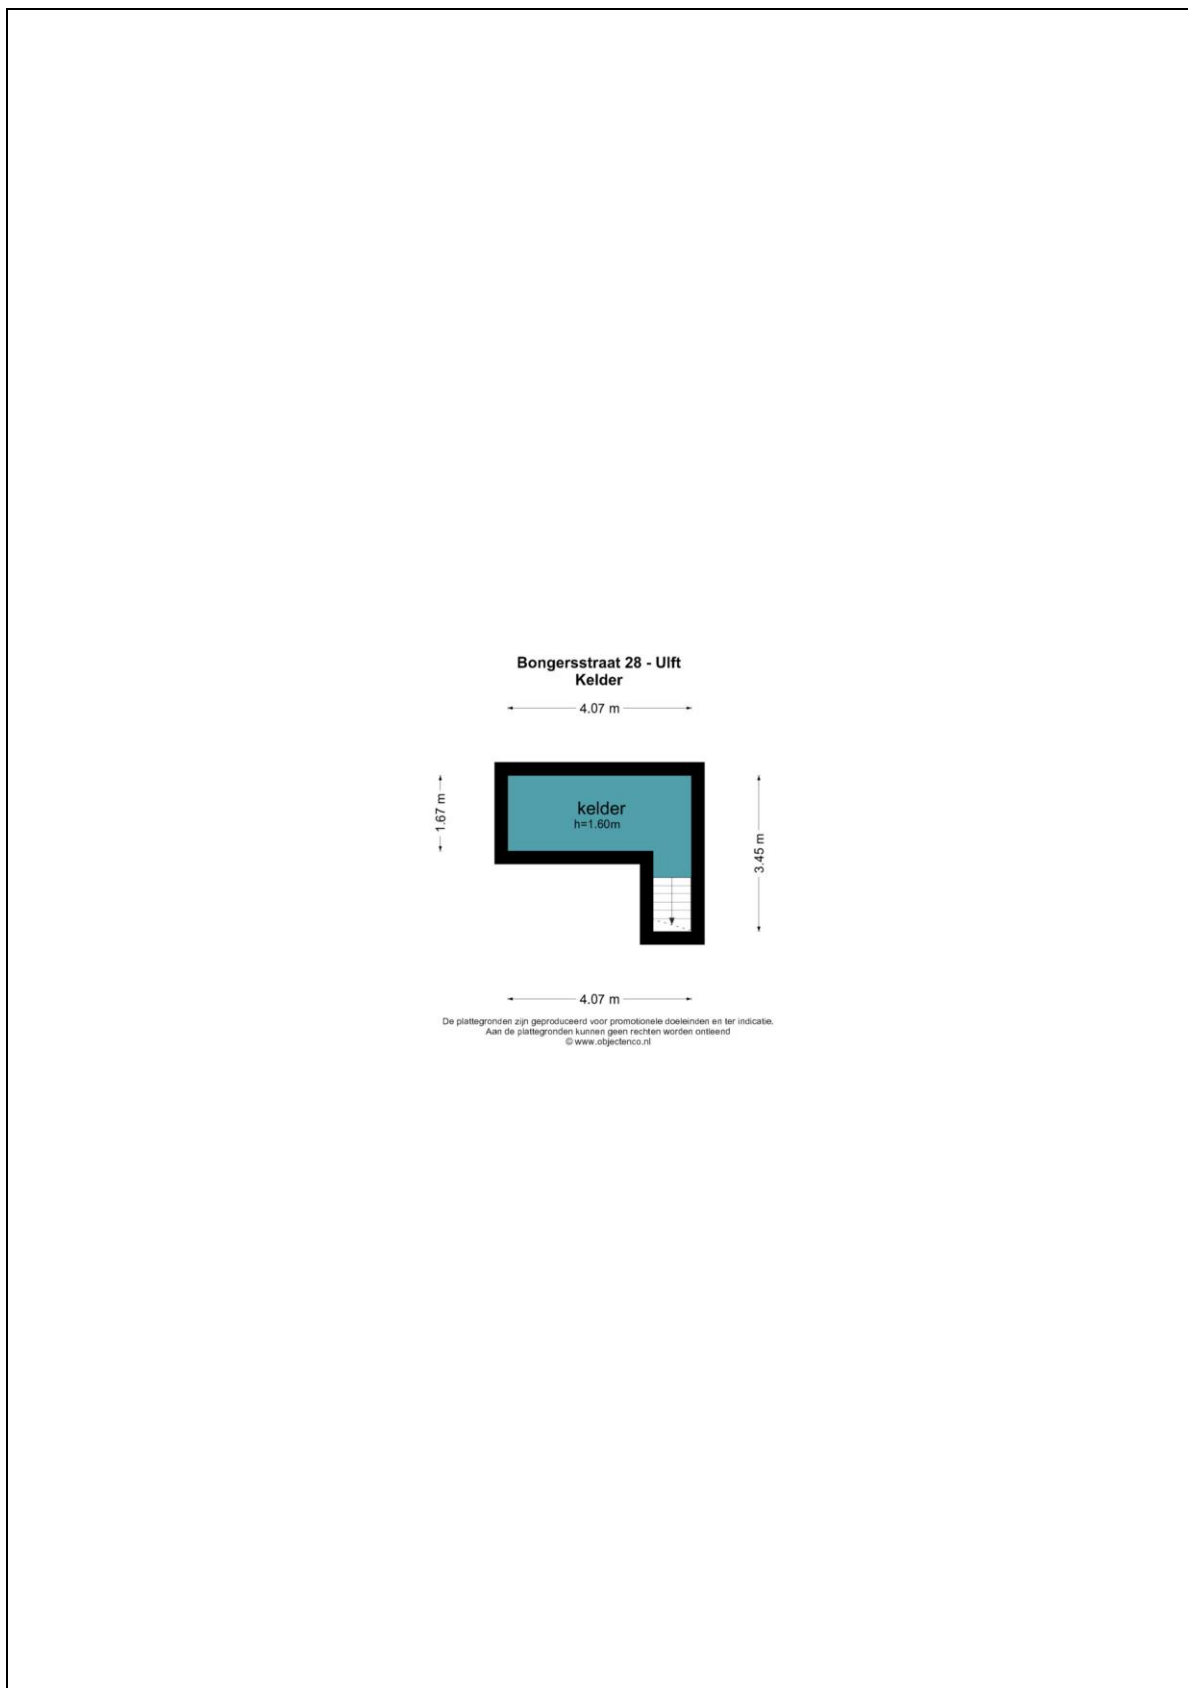 Bongersstraat 28 - Ulft
Kelder
4.07 m
1.67 m
kelder
h=1.60m
3.45 m
4.07 m
De plattegronden zijn geproduceerd voor promotionele doeleinden en ter indicatie.
Aan de plattegronden kunnen geen rechten worden ontleend
© www.objectenco.nl